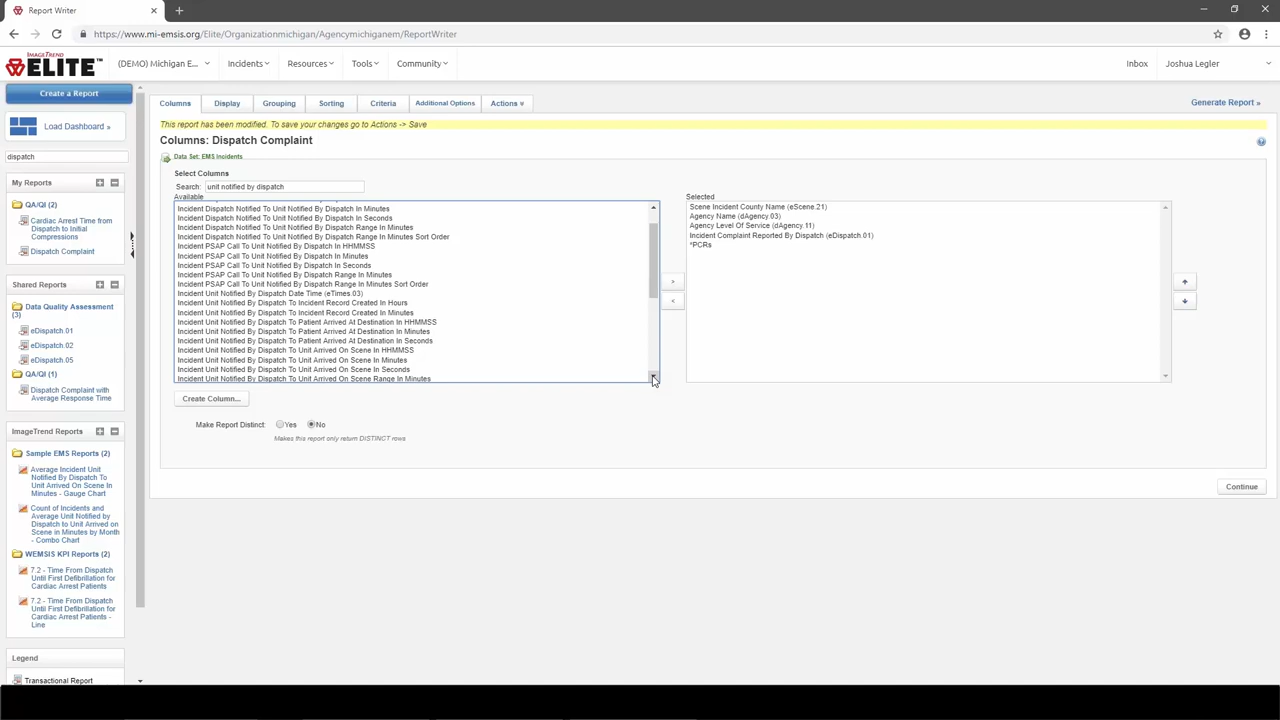 Report Writer
https://www.mi-emsis.org/Elite/Organizationmichigan/Agencymichiganem/ReportWriter
IMAGETREND
ELITE™
(DEMO) Michigan E...
Incidents
Resources
Tools
Community
Inbox
Joshua Legler
Create a Report
Load Dashboard »
dispatch
My Reports
QA/QI (2)
Cardiac Arrest Time from
Dispatch to Initial
Compressions
Dispatch Complaint
Shared Reports
Data Quality Assessment
(3)
eDispatch.01
eDispatch.02
eDispatch.05
QA/QI (1)
Dispatch Complaint with
Average Response Time
ImageTrend Reports
Sample EMS Reports (2)
Average Incident Unit
Notified By Dispatch To
Unit Arrived On Scene In
Minutes - Gauge Chart
Count of Incidents and
Average Unit Notified by
Dispatch to Unit Arrived on
Scene in Minutes by Month
- Combo Chart
WEMSIS KPI Reports (2)
7.2 - Time From Dispatch
Until First Defibrillation for
Cardiac Arrest Patients
7.2 - Time From Dispatch
Until First Defibrillation for
Cardiac Arrest Patients -
Line
Legend
Transactional Report
Columns
Display
Grouping
Sorting
Criteria
Additional Options
Actions
Generate Report »
This report has been modified. To save your changes go to Actions -> Save
Columns: Dispatch Complaint
Data Set: EMS Incidents
Select Columns
Search: unit notified by dispatch
Available
Incident Dispatch Notified To Unit Notified By Dispatch In Minutes
Incident Dispatch Notified To Unit Notified By Dispatch In Seconds
Incident Dispatch Notified To Unit Notified By Dispatch Range In Minutes
Incident Dispatch Notified To Unit Notified By Dispatch Range In Minutes Sort Order
Incident PSAP Call To Unit Notified By Dispatch In HHMMSS
Incident PSAP Call To Unit Notified By Dispatch In Minutes
Incident PSAP Call To Unit Notified By Dispatch In Seconds
Incident PSAP Call To Unit Notified By Dispatch Range In Minutes
Incident PSAP Call To Unit Notified By Dispatch Range In Minutes Sort Order
Incident Unit Notified By Dispatch Date Time (eTimes.03)
Incident Unit Notified By Dispatch To Incident Record Created In Hours
Incident Unit Notified By Dispatch To Incident Record Created In Minutes
Incident Unit Notified By Dispatch To Patient Arrived At Destination In HHMMSS
Incident Unit Notified By Dispatch To Patient Arrived At Destination In Minutes
Incident Unit Notified By Dispatch To Patient Arrived At Destination In Seconds
Incident Unit Notified By Dispatch To Unit Arrived On Scene In HHMMSS
Incident Unit Notified By Dispatch To Unit Arrived On Scene In Minutes
Incident Unit Notified By Dispatch To Unit Arrived On Scene In Seconds
Incident Unit Notified By Dispatch To Unit Arrived On Scene Range In Minutes
>
<
Selected
Scene Incident County Name (eScene.21)
Agency Name (dAgency.03)
Agency Level Of Service (dAgency.11)
Incident Complaint Reported By Dispatch (eDispatch.01)
*PCRs
Create Column...
Make Report Distinct: Yes No
Makes this report only return DISTINCT rows
Continue